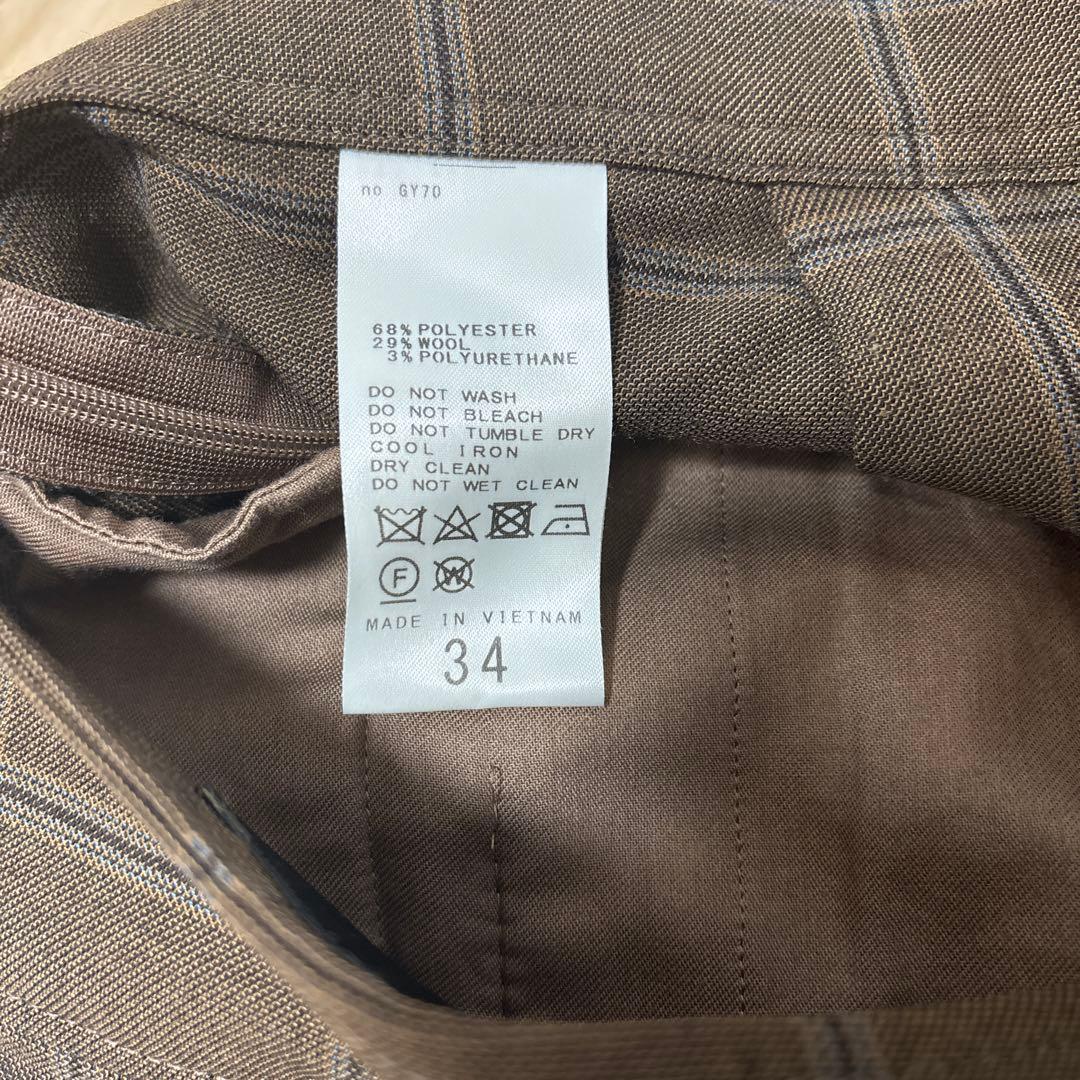 no GY70
68% POLYESTER
29% WOOL
3% POLYURETHANE
DO NOT WASH
DO NOT BLEACH
DO NOT TUMBLE DRY
COOL IRON
DRY CLEAN
DO NOT WET CLEAN
F W
MADE IN VIETNAM
34